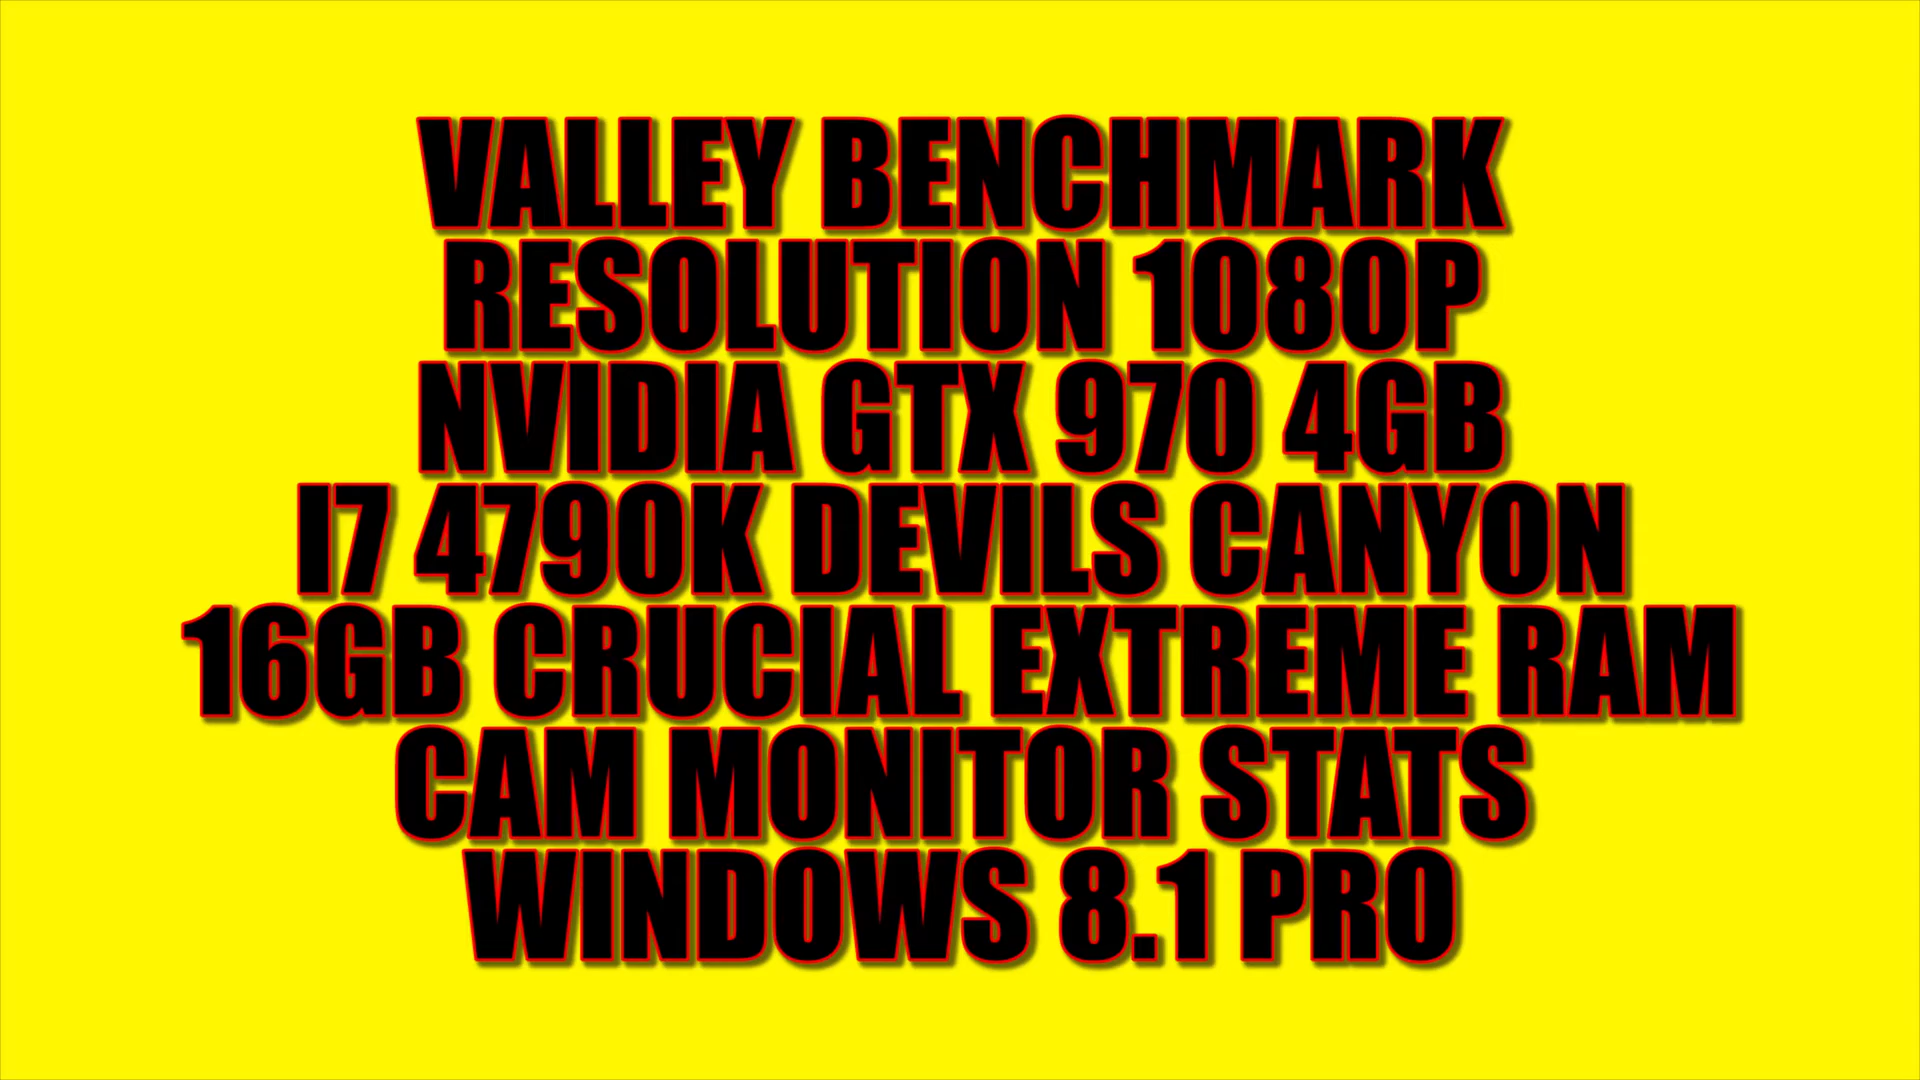 VALLEY BENCHMARK
RESOLUTION 1080P
NVIDIA GTX 970 4GB
I7 4790K DEVILS CANYON
16GB CRUCIAL EXTREME RAM
CAM MONITOR STATS
WINDOWS 8.1 PRO